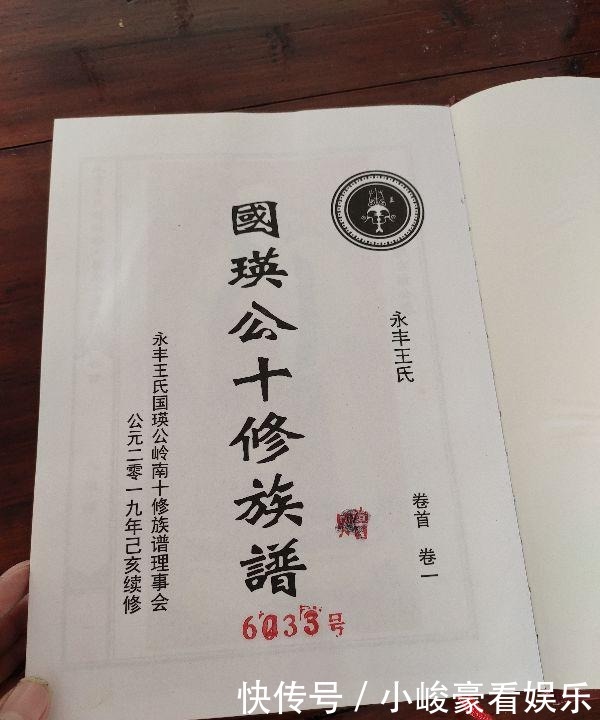 永丰王氏
卷首 卷一
國瑛公十修族譜
永丰王氏国瑛公岭南十修族谱理事会
公元二零一九年己亥续修
6033号
快传号 / 小峻豪看娱乐